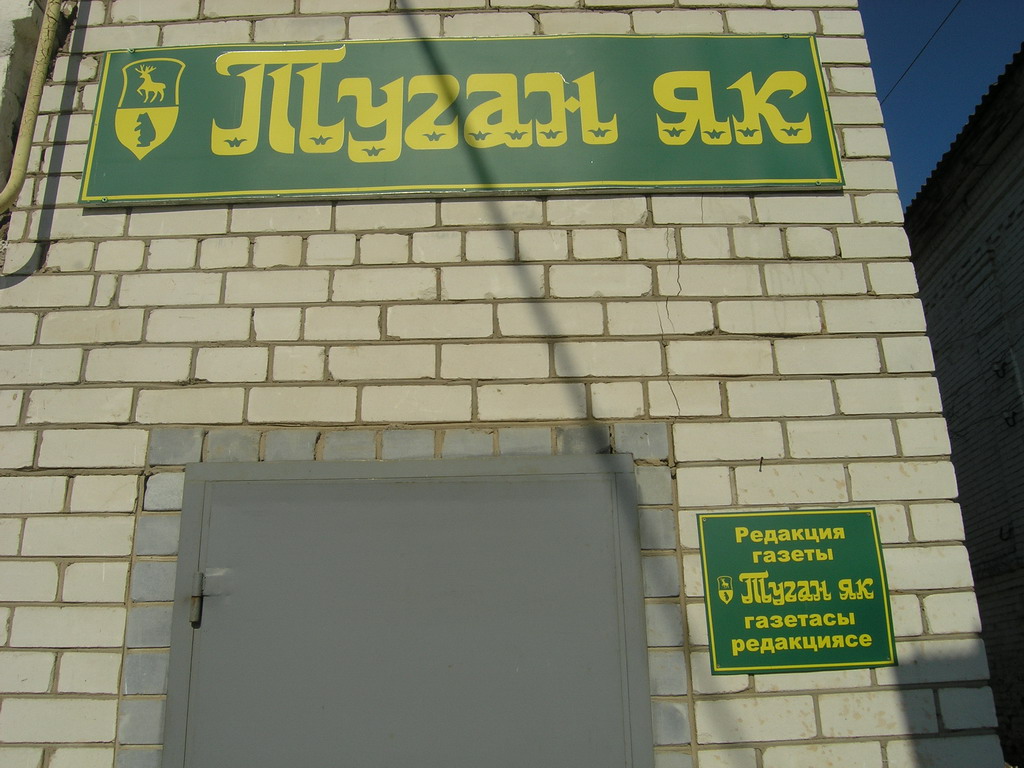 Туган як
Редакция
газеты
Туган як
газетасы
редакциясе